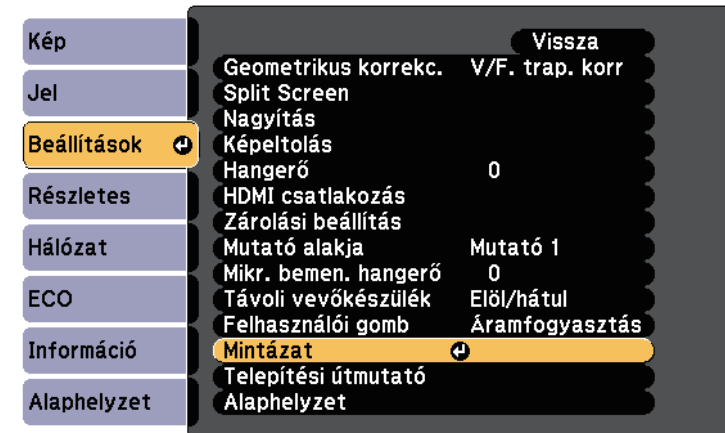 Kép
Jel
Beállítások
Részletes
Hálózat
ECO
Információ
Alaphelyzet
Vissza
Geometrikus korrekc. V/F. trap. korr
Split Screen
Nagyítás
Képeltolás
Hangerő 0
HDMI csatlakozás
Zárolási beállítás
Mutató alakja Mutató 1
Mikr. bemen. hangerő 0
Távoli vevőkészülék Elöl/hátul
Felhasználói gomb Áramfogyasztás
Mintázat
Telepítési útmutató
Alaphelyzet